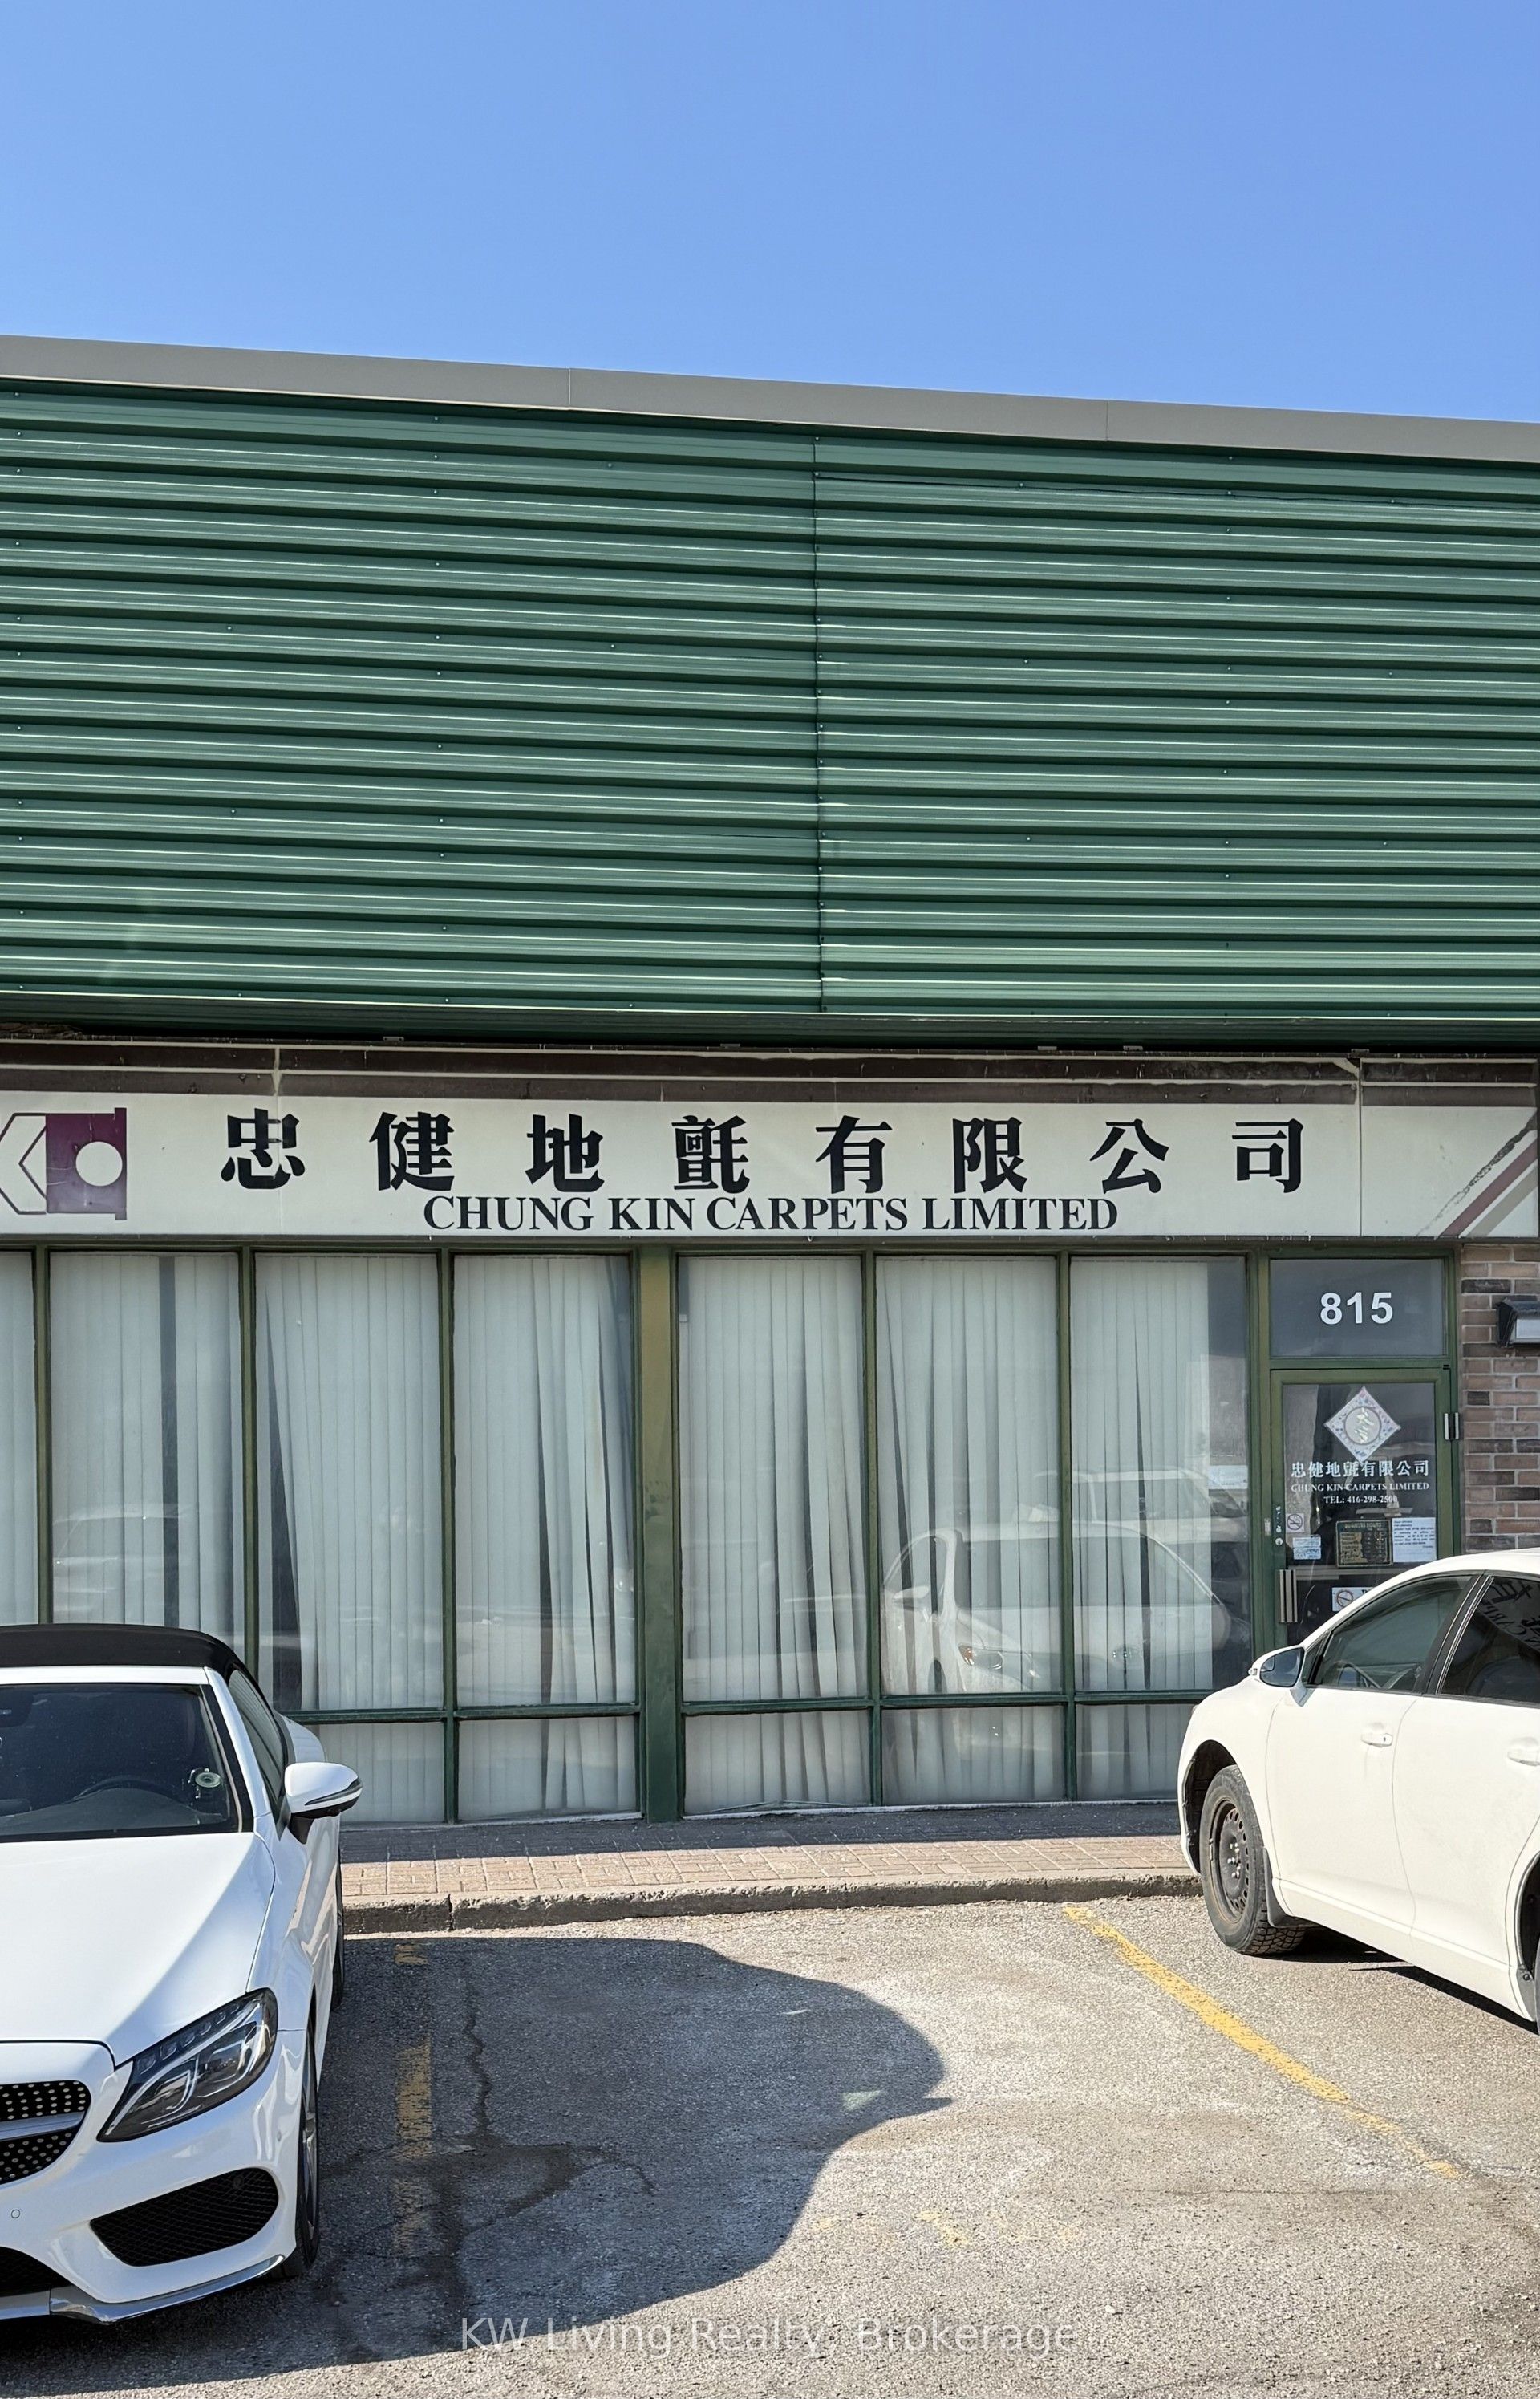 忠健地氈有限公司
CHUNG KIN CARPETS LIMITED
815
忠健地氈有限公司
CHUNG KIN CARPETS LIMITED
TEL: 416-298-2500
KW Living Realty, Brokerage